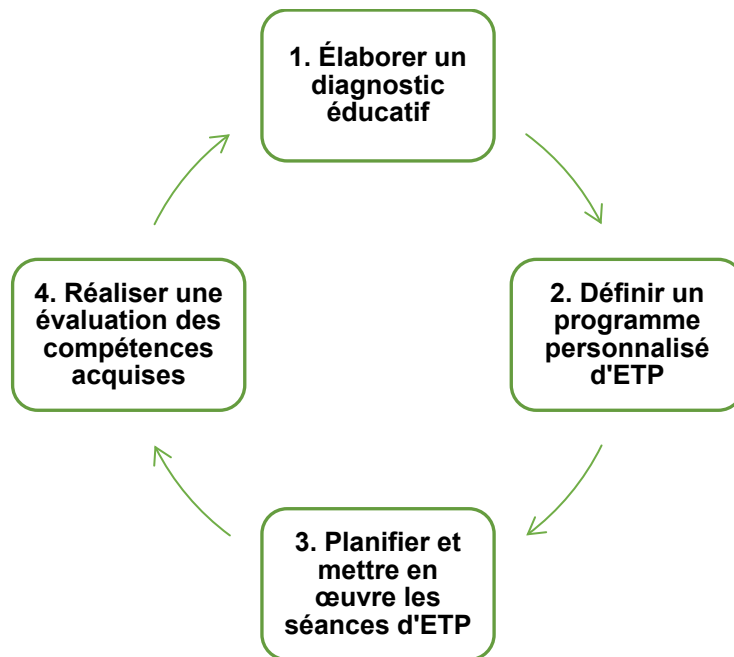 1. Élaborer un
diagnostic
éducatif
2. Définir un
programme
personnalisé
d'ETP
3. Planifier et
mettre en
œuvre les
séances d'ETP
4. Réaliser une
évaluation des
compétences
acquises